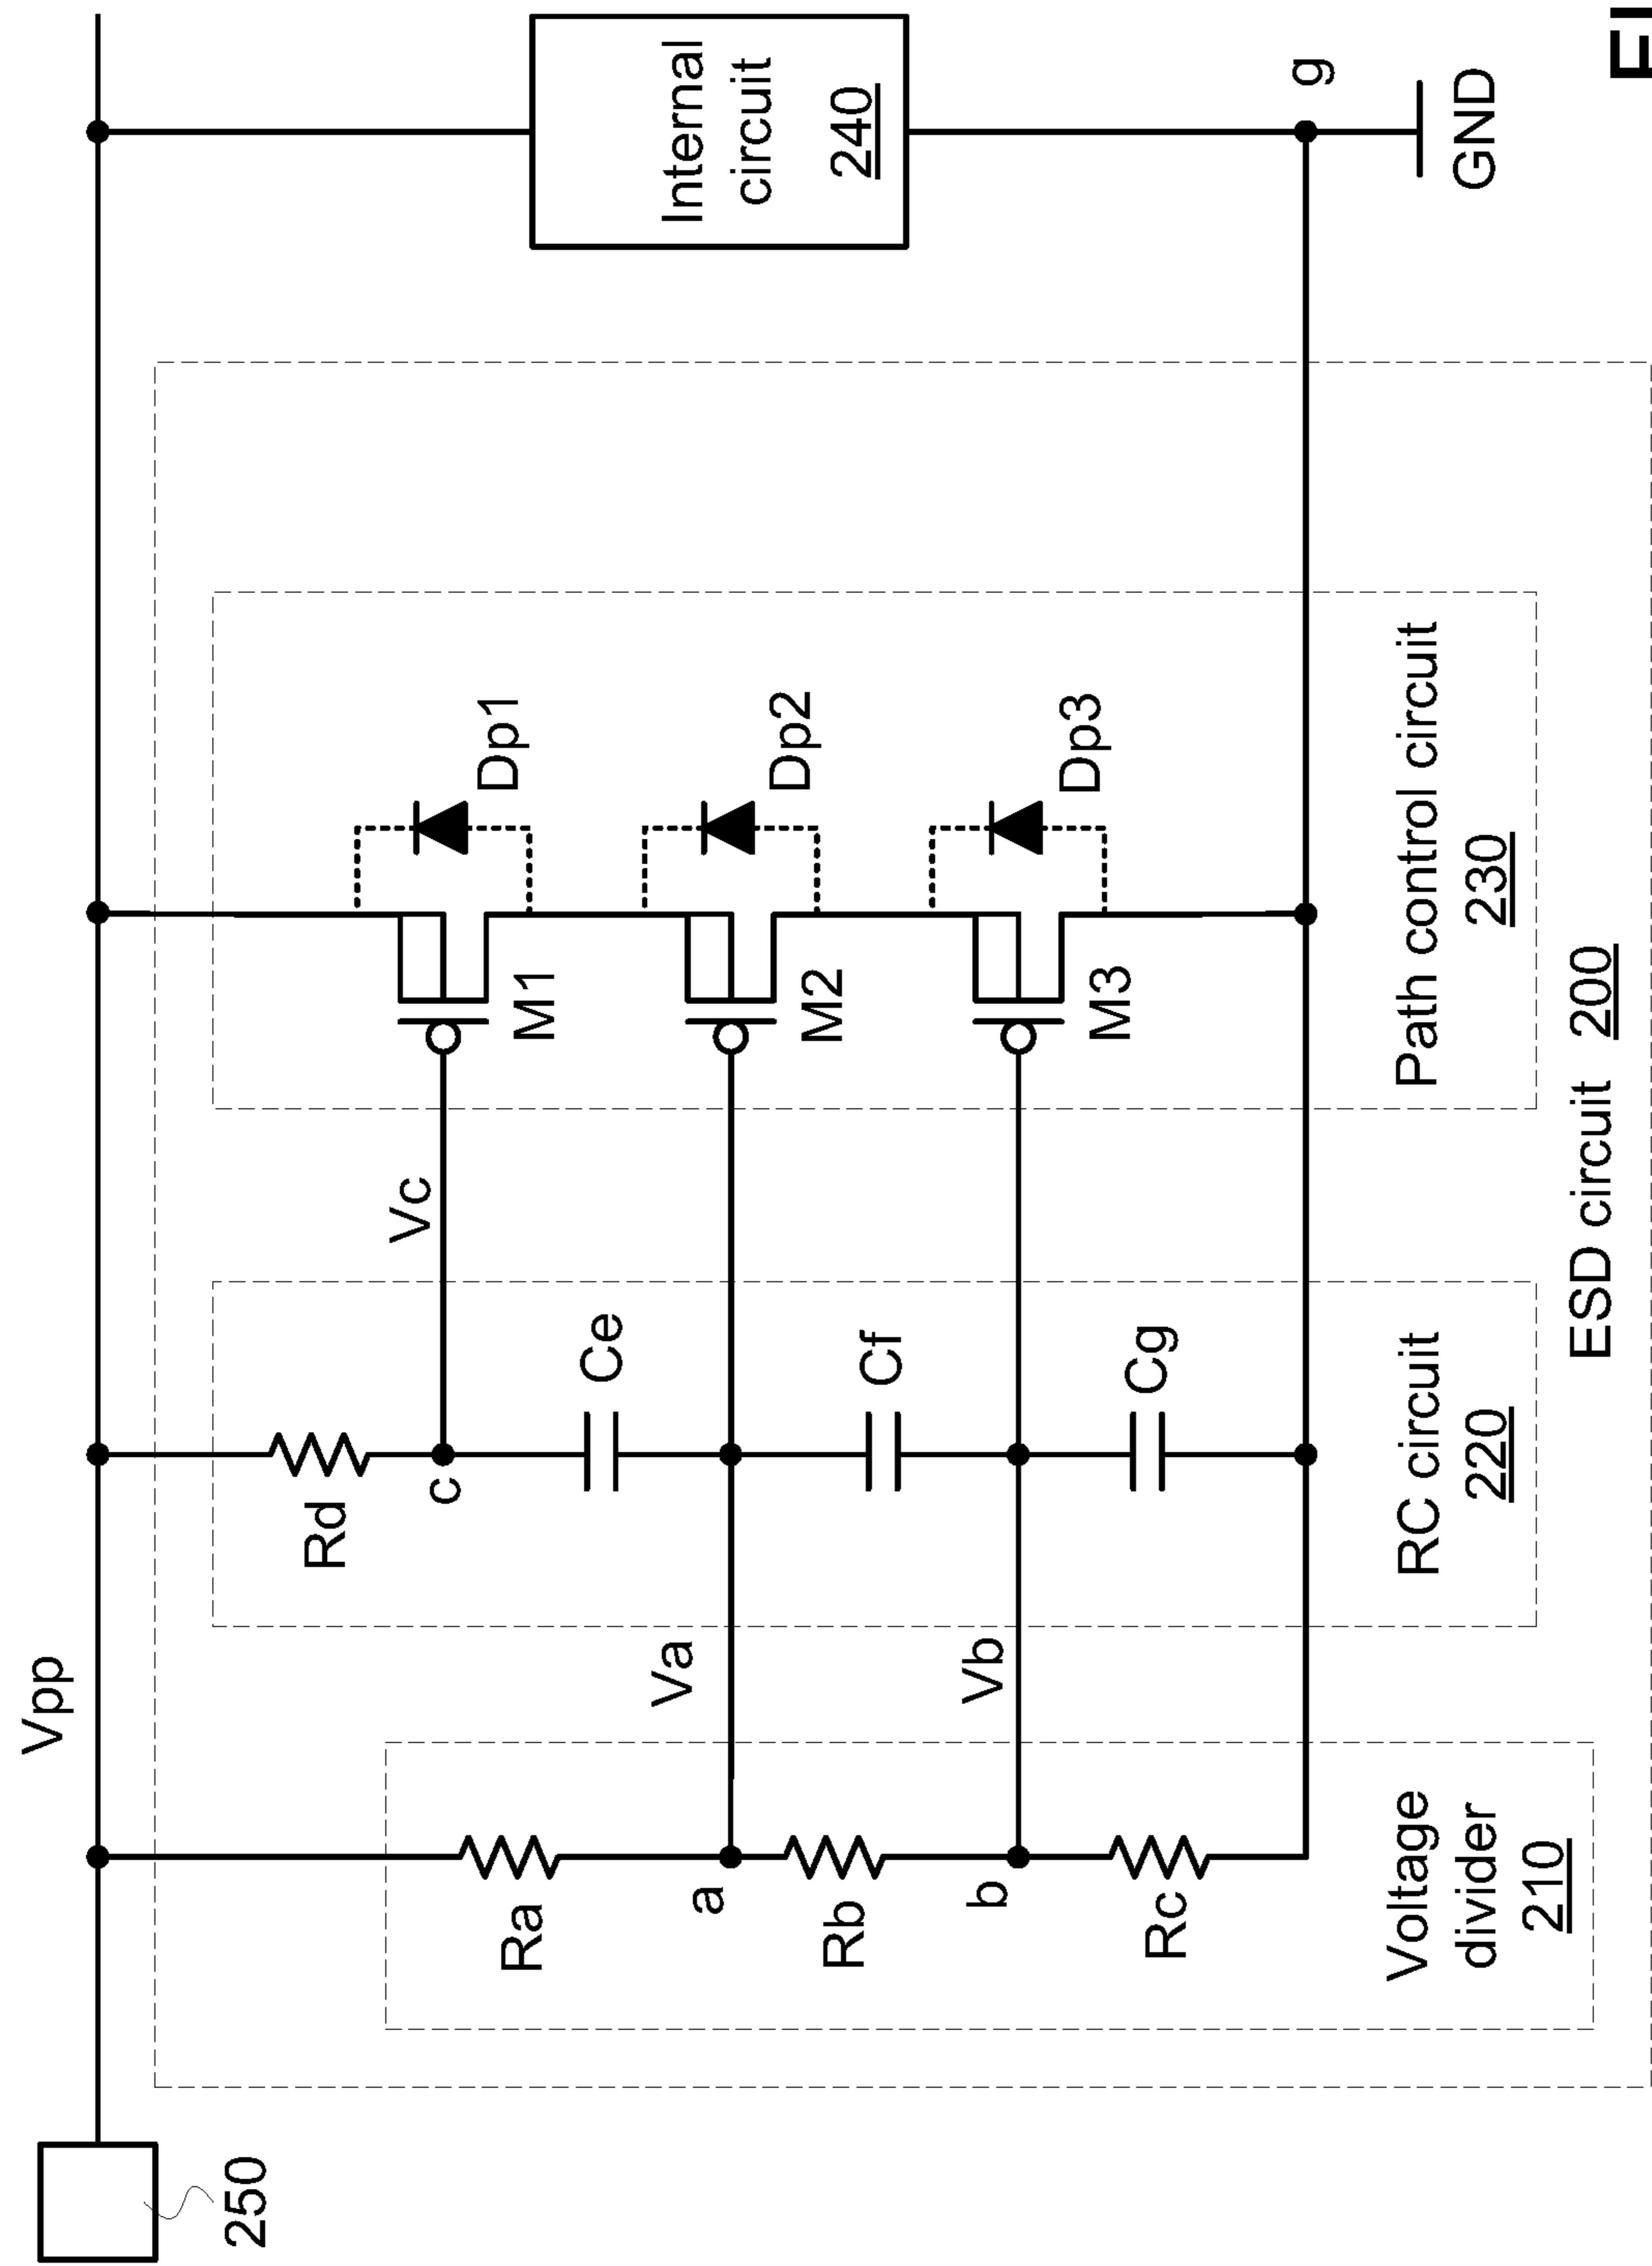 250
Vpp
Ra
a
Rb
b
Rc
Voltage
divider
210
Va
Vb
Rd
c
Ce
Cf
Cg
RC circuit
220
Vc
M1
M2
M3
Dp1
Dp2
Dp3
Path control circuit
230
ESD circuit 200
Internal
circuit
240
g
GND